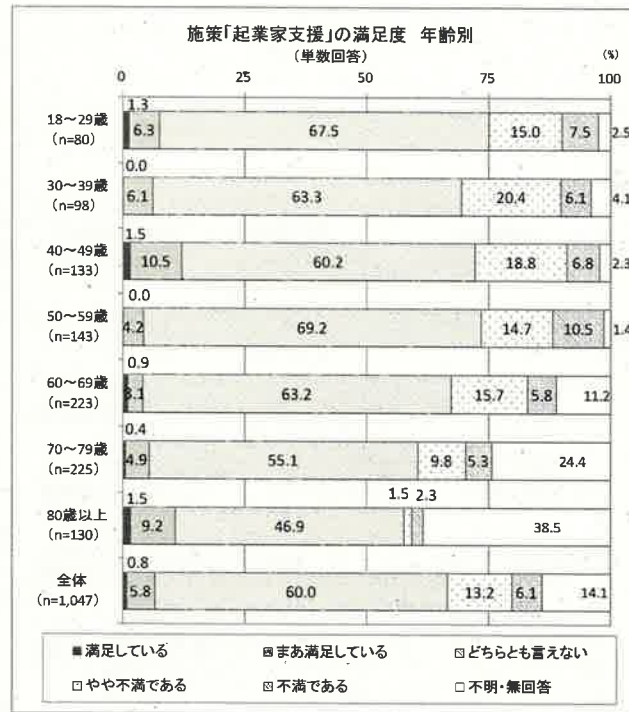 施策「起業家支援」の満足度 年齢別
(単数回答)
(%)
0 25 50 75 100
1.3
18～29歳 6.3 67.5 15.0 7.5 2.5
(n=80)
0.0
30～39歳 6.1 63.3 20.4 6.1 4.1
(n=98)
1.5
40～49歳 10.5 60.2 18.8 6.8 2.3
(n=133)
0.0
50～59歳 4.2 69.2 14.7 10.5 1.4
(n=143)
0.9
60～69歳 3.1 63.2 15.7 5.8 11.2
(n=223)
0.4
70～79歳 4.9 55.1 9.8 5.3 24.4
(n=225)
1.5 1.5 2.3
80歳以上 9.2 46.9 38.5
(n=130)
0.8
全体 5.8 60.0 13.2 6.1 14.1
(n=1,047)
満足している まあ満足している どちらとも言えない
やや不満である 不満である 不明・無回答